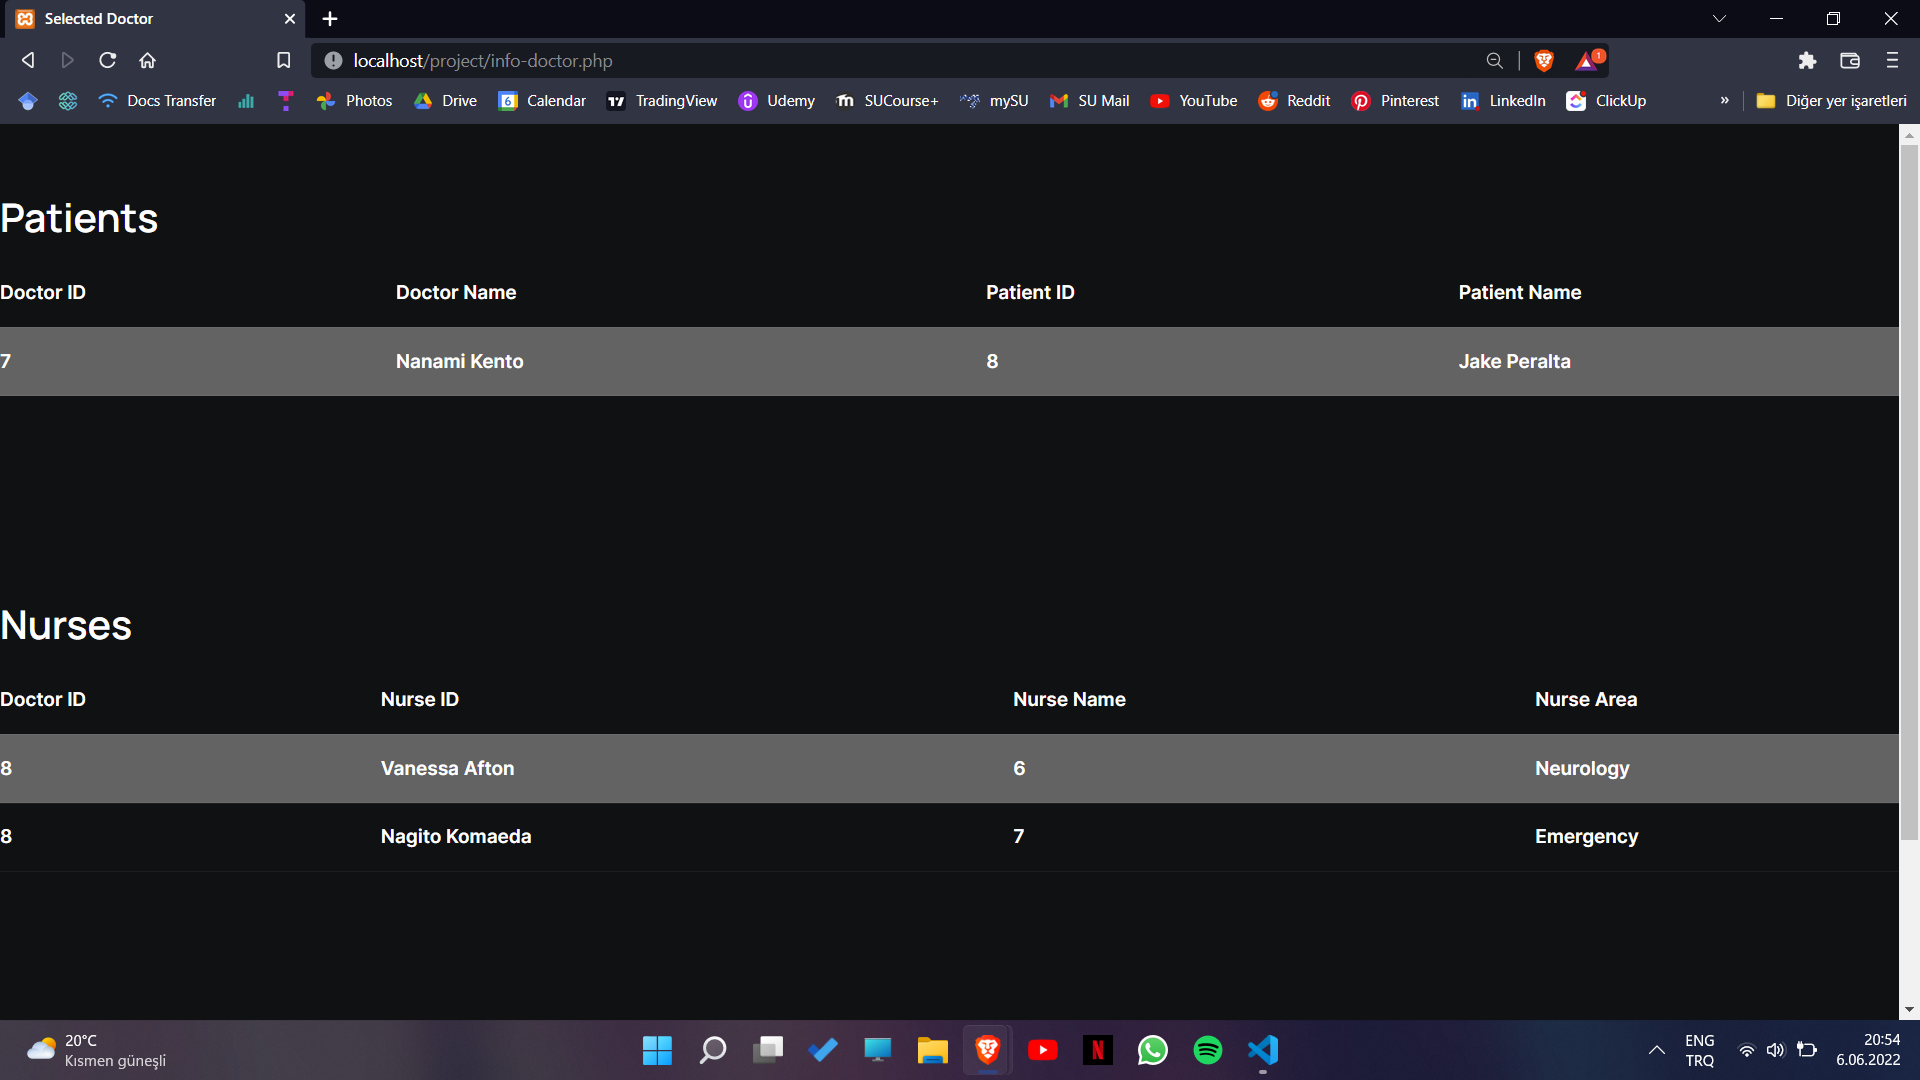 Selected Doctor
localhost/project/info-doctor.php
1
Docs Transfer Photos Drive 6 Calendar TradingView Udemy SUCourse+ mySU SU Mail YouTube Reddit Pinterest LinkedIn ClickUp » Diğer yer işaretleri
Patients
Doctor ID Doctor Name Patient ID Patient Name
7 Nanami Kento 8 Jake Peralta
Nurses
Doctor ID Nurse ID Nurse Name Nurse Area
8 Vanessa Afton 6 Neurology
8 Nagito Komaeda 7 Emergency
20°C
Kısmen güneşli
ENG
TRQ
20:54
6.06.2022